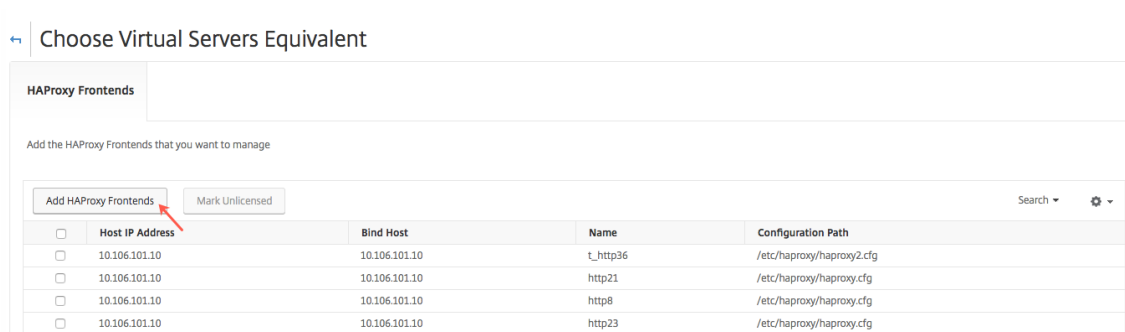 Choose Virtual Servers Equivalent
HAProxy Frontends
Add the HAProxy Frontends that you want to manage
Add HAProxy Frontends Mark Unlicensed Search
Host IP Address Bind Host Name Configuration Path
10.106.101.10 10.106.101.10 t_http36 /etc/haproxy/haproxy2.cfg
10.106.101.10 10.106.101.10 http21 /etc/haproxy/haproxy.cfg
10.106.101.10 10.106.101.10 http8 /etc/haproxy/haproxy.cfg
10.106.101.10 10.106.101.10 http23 /etc/haproxy/haproxy.cfg